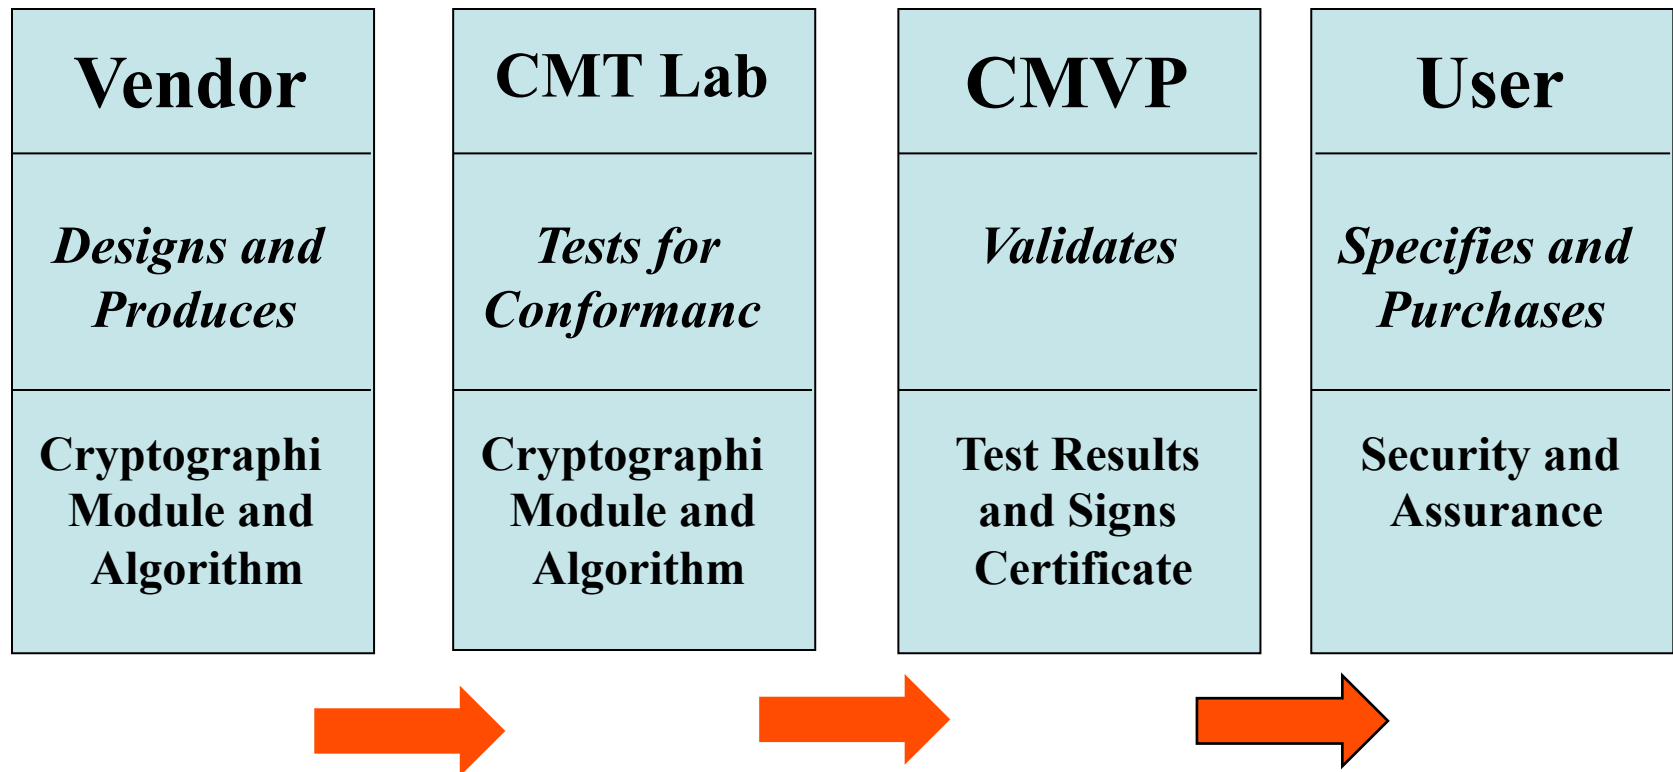 Vendor
Designs and
Produces
Cryptographi
Module and
Algorithm
CMT Lab
Tests for
Conformanc
Cryptographi
Module and
Algorithm
CMVP
Validates
Test Results
and Signs
Certificate
User
Specifies and
Purchases
Security and
Assurance